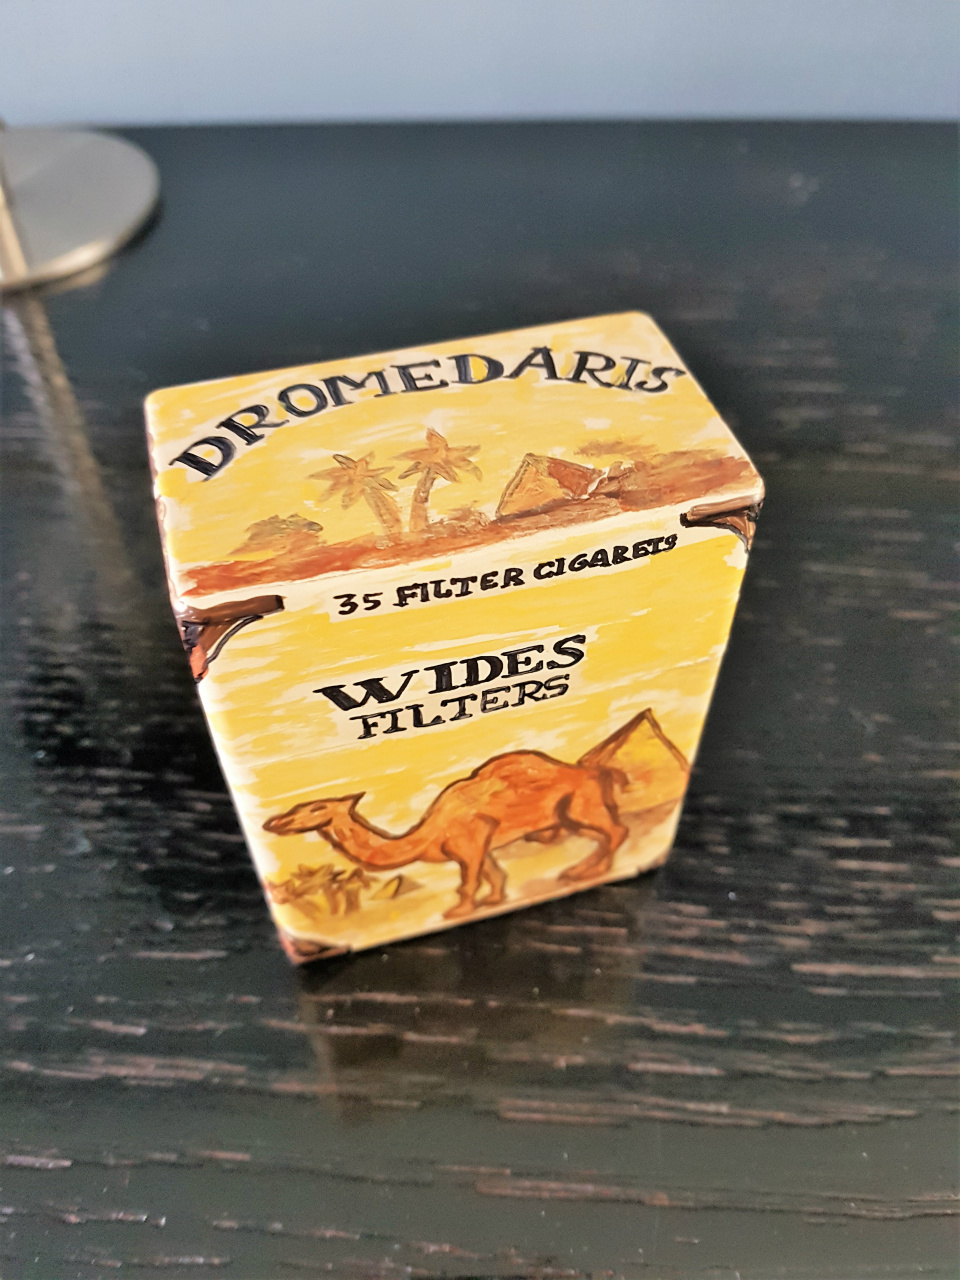 DROMEDARIS
35 FILTER CIGARETS
WIDES
FILTERS